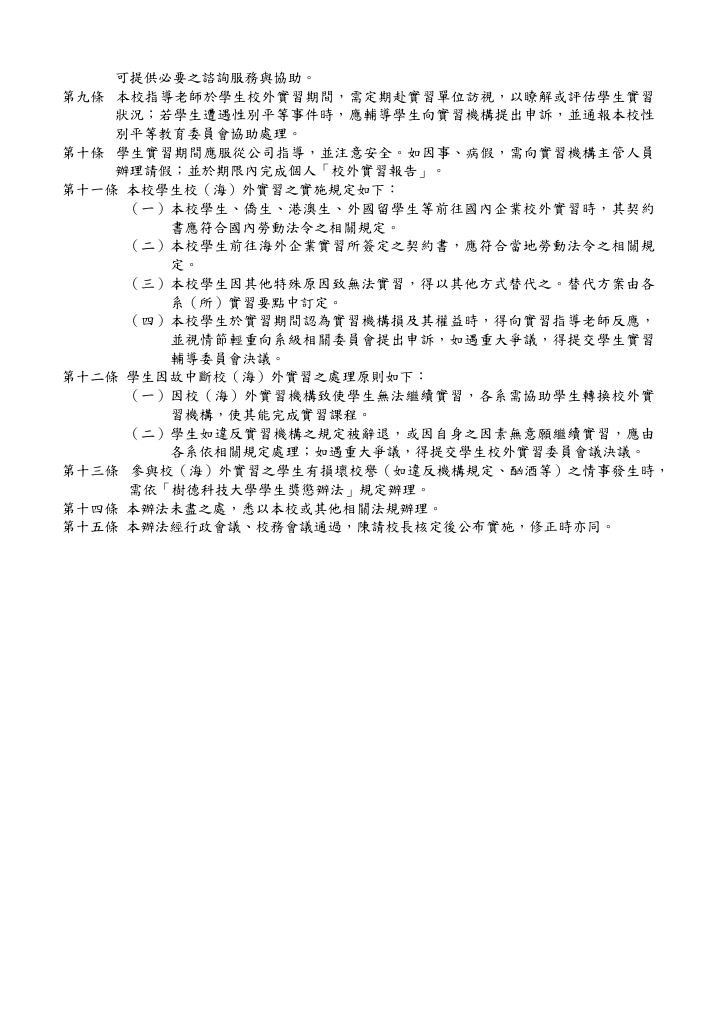 可提供必要之諮詢服務與協助。
第九條 本校指導老師於學生校外實習期間，需定期赴實習單位訪視，以瞭解或評估學生實習
狀況；若學生遭遇性別平等事件時，應輔導學生向實習機構提出申訴，並通報本校性
別平等教育委員會協助處理。
第十條 學生實習期間應服從公司指導，並注意安全。如因事、病假，需向實習機構主管人員
辦理請假；並於期限內完成個人「校外實習報告」。
第十一條 本校學生校（海）外實習之實施規定如下：
（一）本校學生、僑生、港澳生、外國留學生等前往國內企業校外實習時，其契約
書應符合國內勞動法令之相關規定。
（二）本校學生前往海外企業實習所簽定之契約書，應符合當地勞動法令之相關規
定。
（三）本校學生因其他特殊原因致無法實習，得以其他方式替代之。替代方案由各
系（所）實習要點中訂定。
（四）本校學生於實習期間認為實習機構損及其權益時，得向實習指導老師反應，
並視情節輕重向系級相關委員會提出申訴，如遇重大爭議，得提交學生實習
輔導委員會決議。
第十二條 學生因故中斷校（海）外實習之處理原則如下：
（一）因校（海）外實習機構致使學生無法繼續實習，各系需協助學生轉換校外實
習機構，使其能完成實習課程。
（二）學生如違反實習機構之規定被辭退，或因自身之因素無意願繼續實習，應由
各系依相關規定處理；如遇重大爭議，得提交學生校外實習委員會議決議。
第十三條 參與校（海）外實習之學生有損壞校譽（如違反機構規定、酗酒等）之情事發生時，
需依「樹德科技大學學生獎懲辦法」規定辦理。
第十四條 本辦法未盡之處，悉以本校或其他相關法規辦理。
第十五條 本辦法經行政會議、校務會議通過，陳請校長核定後公布實施，修正時亦同。